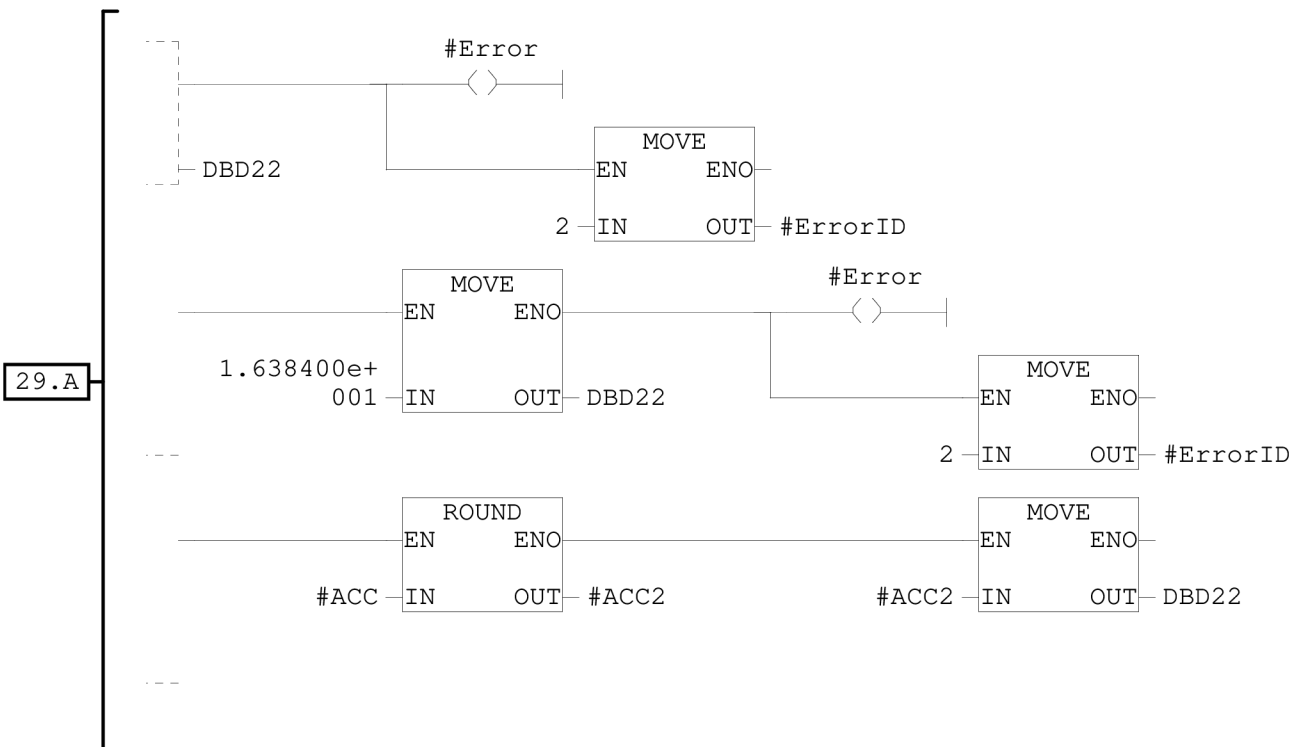 #Error
MOVE
DBD22
EN ENO
2 IN OUT #ErrorID
#Error
MOVE
EN ENO
1.638400e+
MOVE
29.A
001 IN OUT DBD22
EN ENO
2 IN OUT #ErrorID
ROUND MOVE
EN ENO EN ENO
#ACC IN OUT #ACC2 #ACC2 IN OUT DBD22